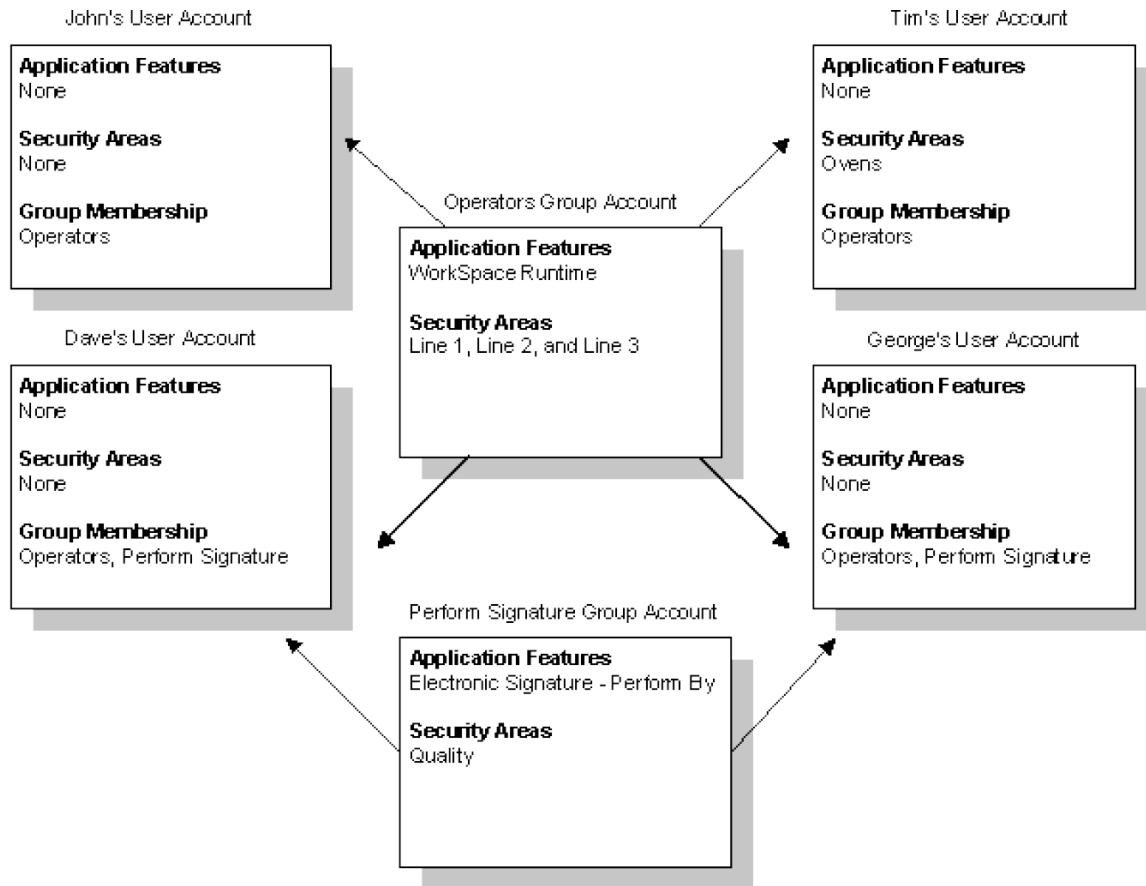 John's User Account
Application Features
None
Security Areas
None
Group Membership
Operators
Tim's User Account
Application Features
None
Security Areas
Ovens
Group Membership
Operators
Operators Group Account
Application Features
WorkSpace Runtime
Security Areas
Line 1, Line 2, and Line 3
Dave's User Account
Application Features
None
Security Areas
None
Group Membership
Operators, Perform Signature
George's User Account
Application Features
None
Security Areas
None
Group Membership
Operators, Perform Signature
Perform Signature Group Account
Application Features
Electronic Signature - Perform By
Security Areas
Quality